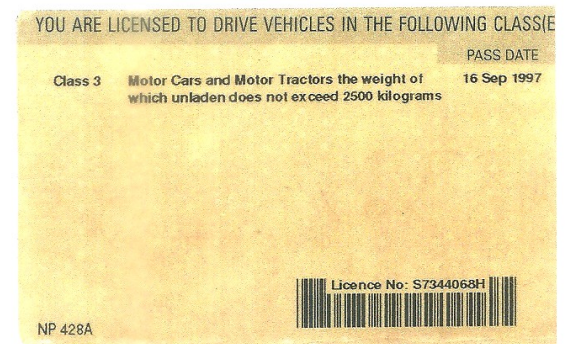 YOU ARE LICENSED TO DRIVE VEHICLES IN THE FOLLOWING CLASS(E
PASS DATE
Class 3 Motor Cars and Motor Tractors the weight of 16 Sep 1997
which unladen does not exceed 2500 kilograms
Licence No: S7344068H
NP 428A